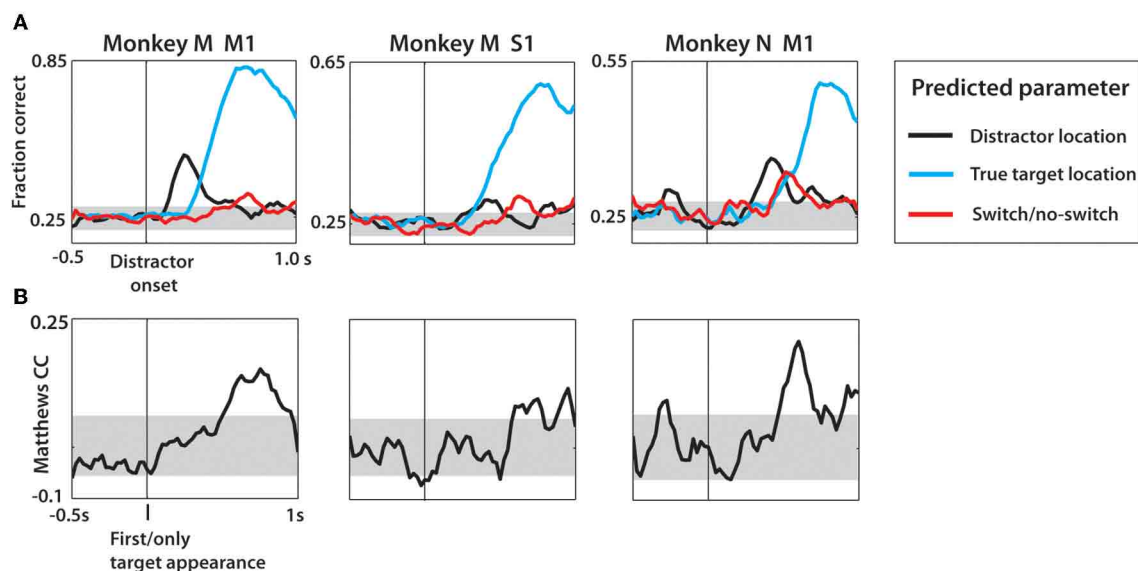 A
Monkey M M1
Monkey M S1
Monkey N M1
0.85
0.65
0.55
Fraction correct
0.25
0.25
0.25
-0.5
Distractor
onset
1.0 s
Predicted parameter
Distractor location
True target location
Switch/no-switch
B
0.25
Matthews CC
-0.1
-0.5s
1s
First/only
target appearance